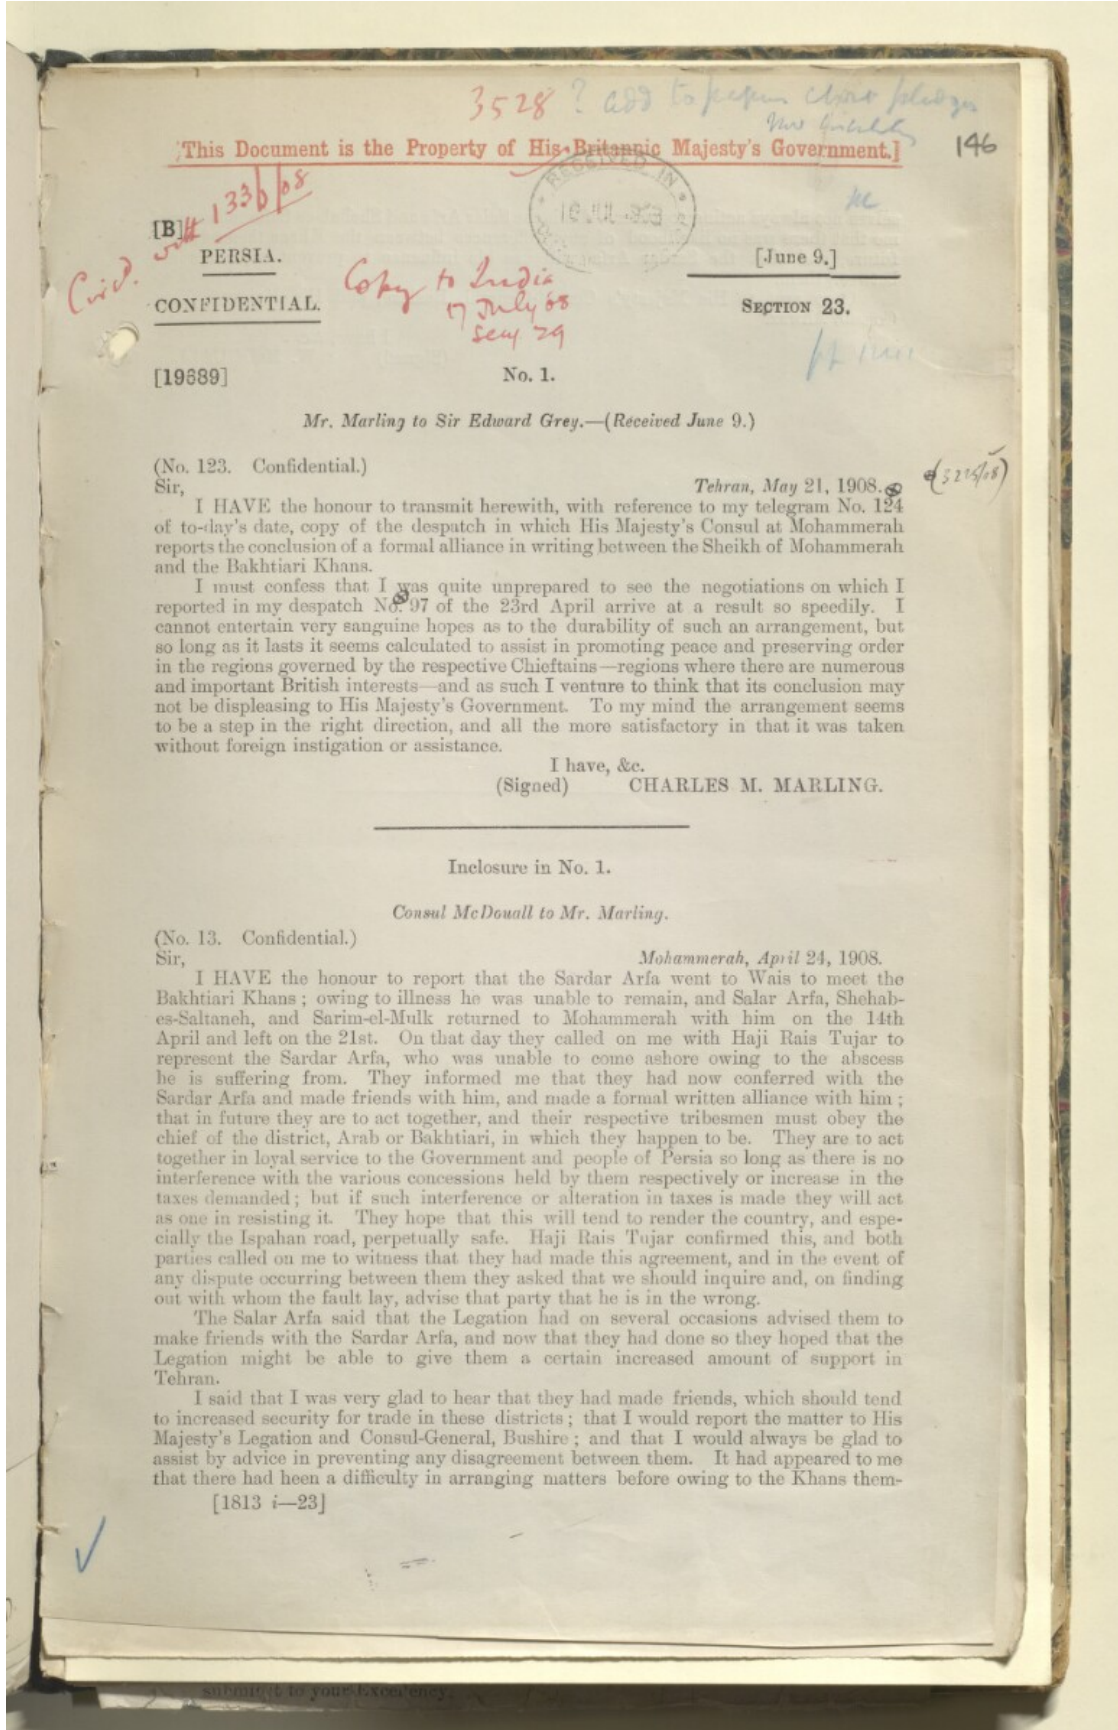 3528 ? add to papers
146
[This Document is the Property of His Britannic Majesty's Government.]
RECEIVED IN
[B]
with 1330/08
PERSIA.
[June 9.]
Copy to India
17 July 08
Secy 29
CONFIDENTIAL.
SECTION 23.
[19689]
No. 1.
Mr. Marling to Sir Edward Grey.—(Received June 9.)
(No. 123. Confidential.)
Sir,
Tehran, May 21, 1908.
I HAVE the honour to transmit herewith, with reference to my telegram No. 124
of to-day's date, copy of the despatch in which His Majesty's Consul at Mohammerah
reports the conclusion of a formal alliance in writing between the Sheikh of Mohammerah
and the Bakhtiari Khans.
I must confess that I was quite unprepared to see the negotiations on which I
reported in my despatch No. 97 of the 23rd April arrive at a result so speedily. I
cannot entertain very sanguine hopes as to the durability of such an arrangement, but
so long as it lasts it seems calculated to assist in promoting peace and preserving order
in the regions governed by the respective Chieftains—regions where there are numerous
and important British interests—and as such I venture to think that its conclusion may
not be displeasing to His Majesty's Government. To my mind the arrangement seems
to be a step in the right direction, and all the more satisfactory in that it was taken
without foreign instigation or assistance.
I have, &c.
(Signed) CHARLES M. MARLING.
Inclosure in No. 1.
Consul McDouall to Mr. Marling.
(No. 13. Confidential.)
Sir,
Mohammerah, April 24, 1908.
I HAVE the honour to report that the Sardar Arfa went to Wais to meet the
Bakhtiari Khans; owing to illness he was unable to remain, and Salar Arfa, Shehab-
es-Saltaneh, and Sarim-el-Mulk returned to Mohammerah with him on the 14th
April and left on the 21st. On that day they called on me with Haji Rais Tujar to
represent the Sardar Arfa, who was unable to come ashore owing to the abscess
he is suffering from. They informed me that they had now conferred with the
Sardar Arfa and made friends with him, and made a formal written alliance with him;
that in future they are to act together, and their respective tribesmen must obey the
chief of the district, Arab or Bakhtiari, in which they happen to be. They are to act
together in loyal service to the Government and people of Persia so long as there is no
interference with the various concessions held by them respectively or increase in the
taxes demanded; but if such interference or alteration in taxes is made they will act
as one in resisting it. They hope that this will tend to render the country, and espe-
cially the Ispahan road, perpetually safe. Haji Rais Tujar confirmed this, and both
parties called on me to witness that they had made this agreement, and in the event of
any dispute occurring between them they asked that we should inquire and, on finding
out with whom the fault lay, advise that party that he is in the wrong.
The Salar Arfa said that the Legation had on several occasions advised them to
make friends with the Sardar Arfa, and now that they had done so they hoped that the
Legation might be able to give them a certain increased amount of support in
Tehran.
I said that I was very glad to hear that they had made friends, which should tend
to increased security for trade in these districts; that I would report the matter to His
Majesty's Legation and Consul-General, Bushire; and that I would always be glad to
assist by advice in preventing any disagreement between them. It had appeared to me
that there had heen a difficulty in arranging matters before owing to the Khans them-
[1813 i—23]
submit to your Excellency.